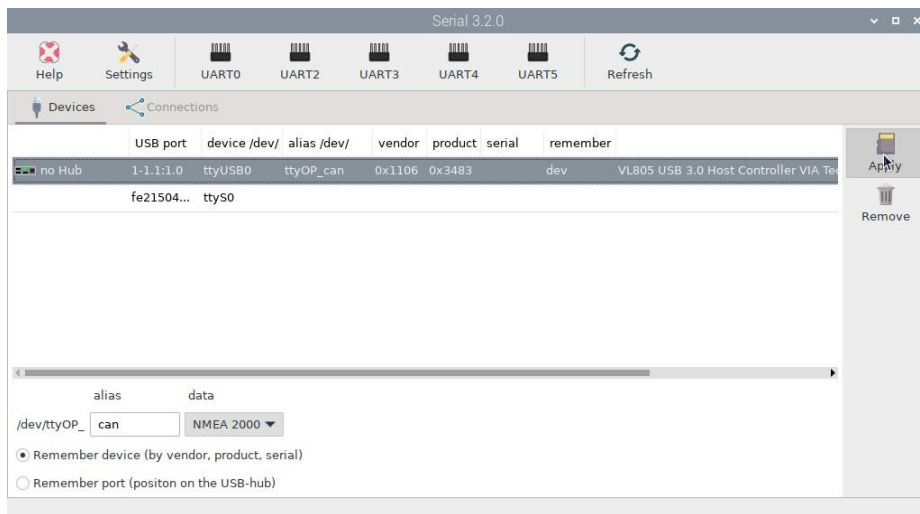 Serial 3.2.0
Help Settings UART0 UART2 UART3 UART4 UART5 Refresh
Devices Connections
USB port device /dev/ alias /dev/ vendor product serial remember
no Hub 1-1.1:1.0 ttyUSB0 ttyOP_can 0x1106 0x3483 dev VL805 USB 3.0 Host Controller VIA Tec
fe21504... ttyS0
Apply
Remove
alias data
/dev/ttyOP_ can NMEA 2000
Remember device (by vendor, product, serial)
Remember port (positon on the USB-hub)